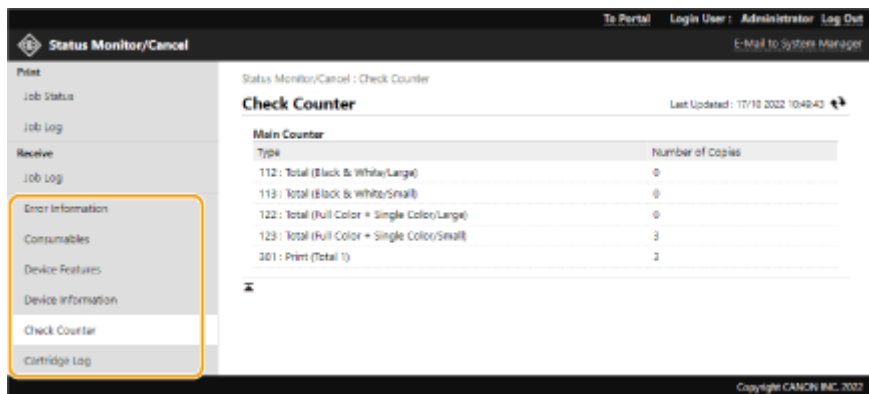 To Portal Login User : Administrator Log Out
Status Monitor/Cancel E-Mail to System Manager
Print
Job Status
Job Log
Receive
Job Log
Error Information
Consumables
Device Features
Device Information
Check Counter
Cartridge Log
Status Monitor/Cancel : Check Counter
Check Counter Last Updated : 17/10 2022 10:49:43
Main Counter
Type Number of Copies
112 : Total (Black & White/Large) 0
113 : Total (Black & White/Small) 0
122 : Total (Full Color + Single Color/Large) 0
123 : Total (Full Color + Single Color/Small) 3
301 : Print (Total 1) 3
Copyright CANON INC. 2022